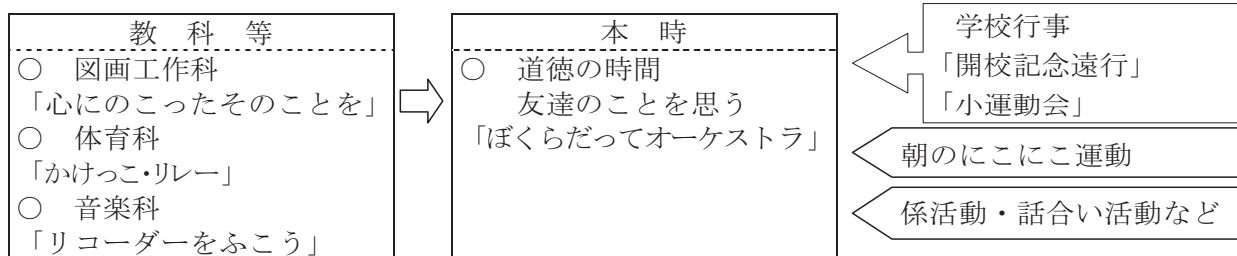 教 科 等
○ 図画工作科
「心にのこったそのことを」
○ 体育科
「かけっこ・リレー」
○ 音楽科
「リコーダーをふこう」
本 時
○ 道徳の時間
友達のことを思う
「ぼくらだってオーケストラ」
学校行事
「開校記念遠行」
「小運動会」
朝のにこにこ運動
係活動・話合い活動など